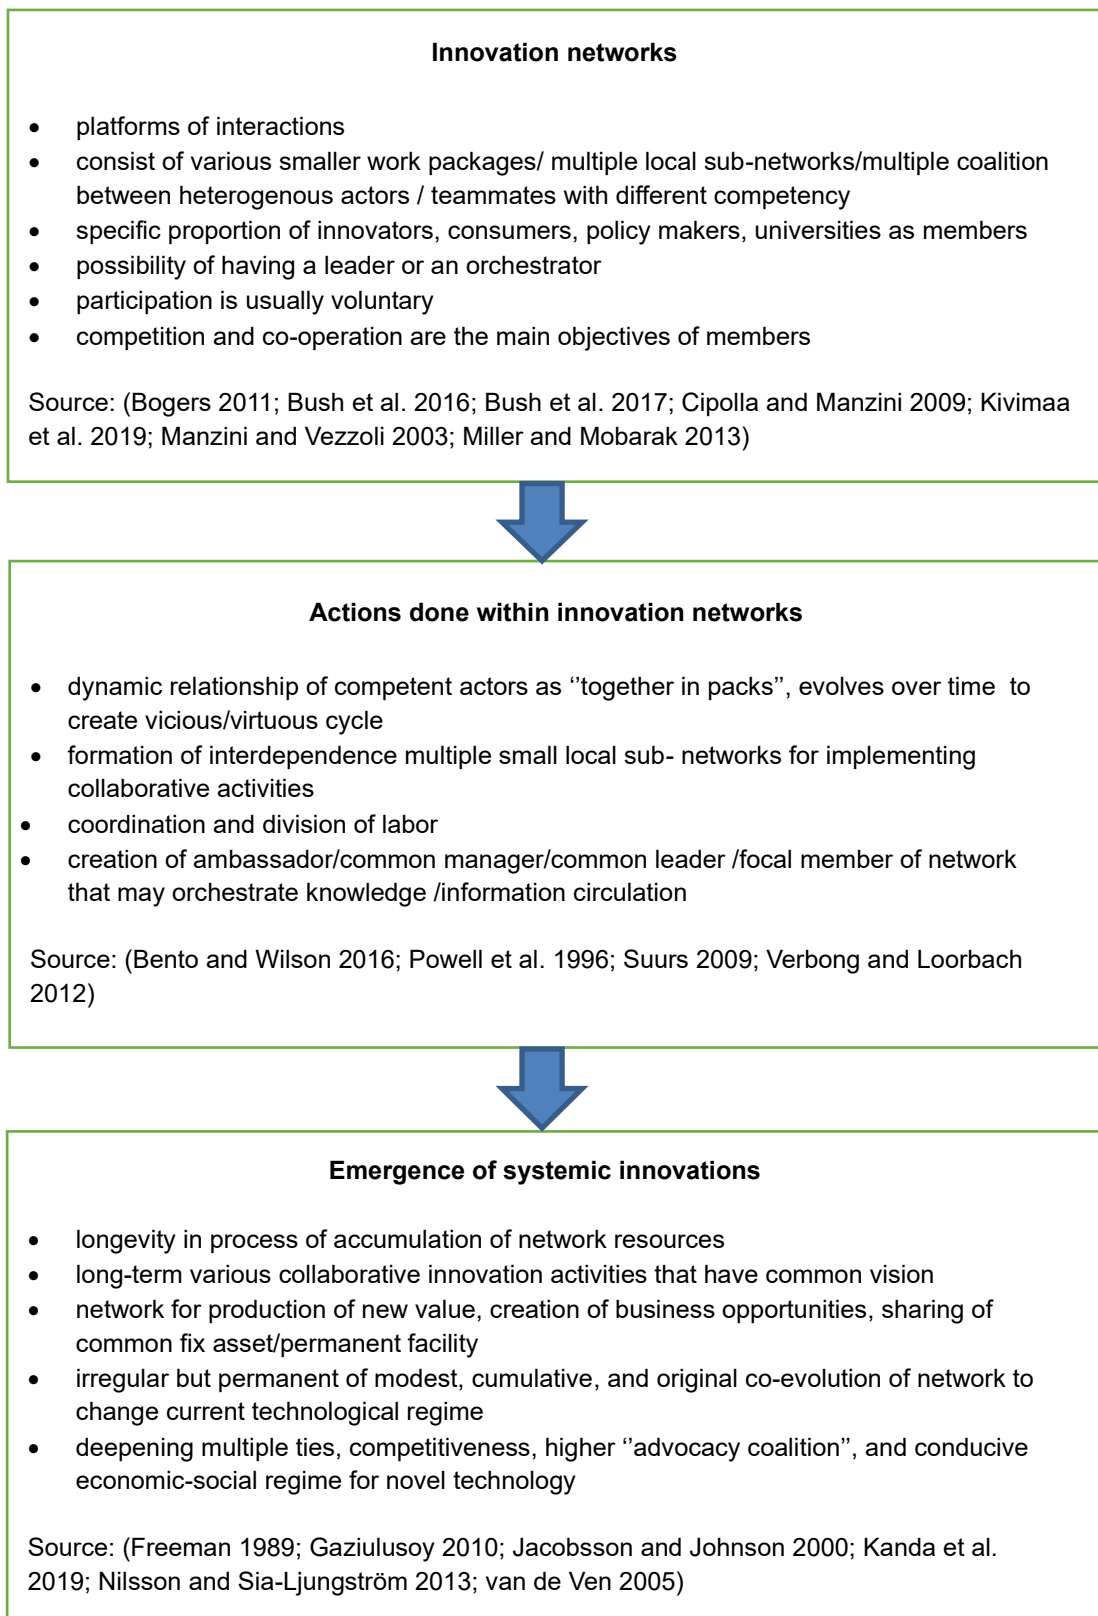 Innovation networks
• platforms of interactions
• consist of various smaller work packages/ multiple local sub-networks/multiple coalition
between heterogenous actors / teammates with different competency
• specific proportion of innovators, consumers, policy makers, universities as members
• possibility of having a leader or an orchestrator
• participation is usually voluntary
• competition and co-operation are the main objectives of members
Source: (Bogers 2011; Bush et al. 2016; Bush et al. 2017; Cipolla and Manzini 2009; Kivimaa
et al. 2019; Manzini and Vezzoli 2003; Miller and Mobarak 2013)
Actions done within innovation networks
• dynamic relationship of competent actors as ‘’together in packs’’, evolves over time to
create vicious/virtuous cycle
• formation of interdependence multiple small local sub- networks for implementing
collaborative activities
• coordination and division of labor
• creation of ambassador/common manager/common leader /focal member of network
that may orchestrate knowledge /information circulation
Source: (Bento and Wilson 2016; Powell et al. 1996; Suurs 2009; Verbong and Loorbach
2012)
Emergence of systemic innovations
• longevity in process of accumulation of network resources
• long-term various collaborative innovation activities that have common vision
• network for production of new value, creation of business opportunities, sharing of
common fix asset/permanent facility
• irregular but permanent of modest, cumulative, and original co-evolution of network to
change current technological regime
• deepening multiple ties, competitiveness, higher ‘’advocacy coalition’’, and conducive
economic-social regime for novel technology
Source: (Freeman 1989; Gaziulusoy 2010; Jacobsson and Johnson 2000; Kanda et al.
2019; Nilsson and Sia-Ljungström 2013; van de Ven 2005)